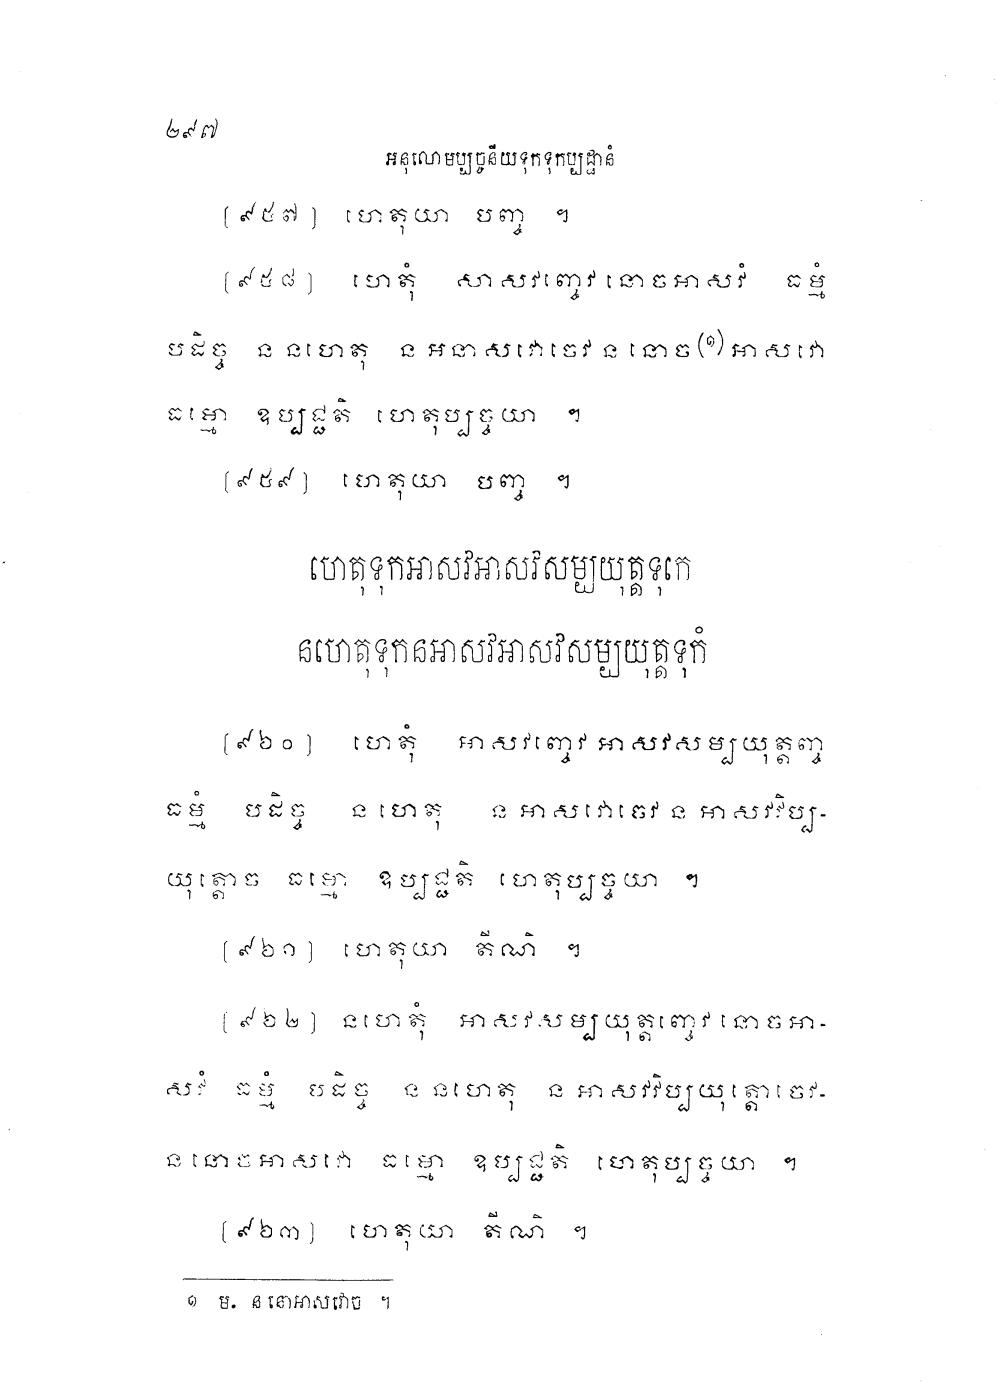 ២៩៧
អនុលោមប្បច្ចនីយទុកទុកប្បដ្ឋានំ
[៩៥៧] ហេតុយា បញ្ច ។
[៩៥៨] ហេតុំ សាសវញ្ចេវនោចអាសវំ ធម្មំ
បដិច្ច ននហេតុ ន អនាសវោចេវននោច(១)អាសវោ
ធម្មោ ឧប្បជ្ជតិ ហេតុប្បច្ចយា ។
[៩៥៩] ហេតុយា បញ្ច ។
ហេតុទុកអាសវអាសវសម្បយុត្តទុកេ
នហេតុទុកនអាសវអាសវសម្បយុត្តទុកំ
[៩៦០] ហេតុំ អាសវញ្ចេវអាសវសម្បយុត្តញ្ច
ធម្មំ បដិច្ច នហេតុ នអាសវោចេវនអាសវវិប្ប-
យុត្តោច ធម្មោ ឧប្បជ្ជតិ ហេតុប្បច្ចយា ។
[៩៦១] ហេតុយា តីណិ ។
[៩៦២] នហេតុំ អាសវសម្បយុត្តញ្ចេវនោចអា-
សវំ ធម្មំ បដិច្ច ននហេតុ នអាសវវិប្បយុត្តោចេវ-
ននោចអាសវោ ធម្មោ ឧប្បជ្ជតិ ហេតុប្បច្ចយា ។
[៩៦៣] ហេតុយា តីណិ ។
១ ម. ន នោអាសវោច ។